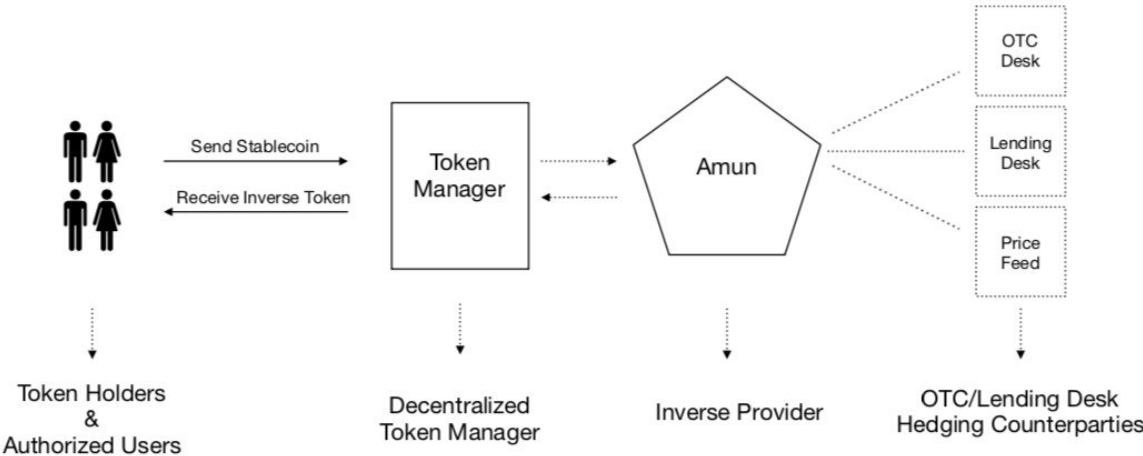 OTC
Desk
Send Stablecoin
Receive Inverse Token
Token
Manager
Amun
Lending
Desk
Price
Feed
Token Holders
&
Authorized Users
Decentralized
Token Manager
Inverse Provider
OTC/Lending Desk
Hedging Counterparties